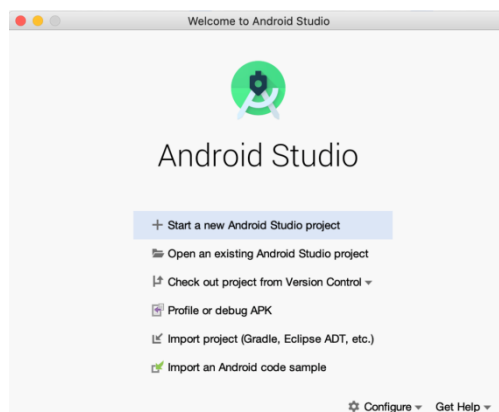 Welcome to Android Studio
Android Studio
Start a new Android Studio project
Open an existing Android Studio project
Check out project from Version Control
Profile or debug APK
Import project (Gradle, Eclipse ADT, etc.)
Import an Android code sample
Configure Get Help